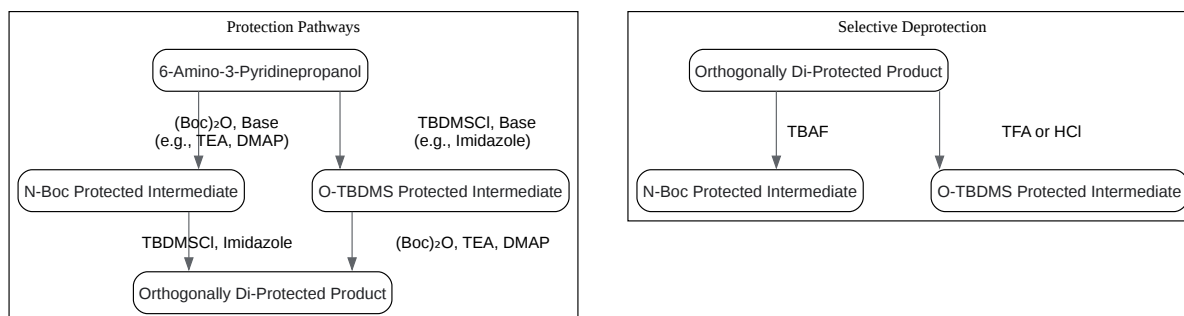 Protection Pathways
6-Amino-3-Pyridinepropanol
(Boc)₂O, Base
(e.g., TEA, DMAP)
TBDMSCl, Base
(e.g., Imidazole)
N-Boc Protected Intermediate
O-TBDMS Protected Intermediate
TBDMSCl, Imidazole
(Boc)₂O, TEA, DMAP
Orthogonally Di-Protected Product
Selective Deprotection
Orthogonally Di-Protected Product
TBAF
TFA or HCl
N-Boc Protected Intermediate
O-TBDMS Protected Intermediate